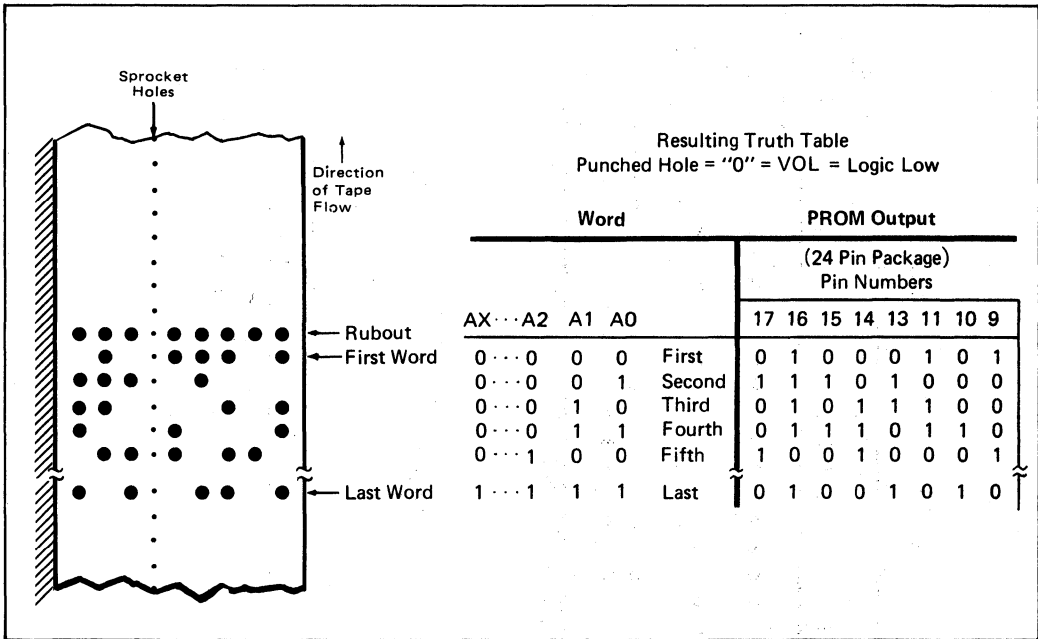 Sprocket
Holes
Direction
of Tape
Flow
Rubout
First Word
Last Word
Resulting Truth Table
Punched Hole = "0" = VOL = Logic Low
Word PROM Output
(24 Pin Package)
Pin Numbers
AX···A2 A1 A0 17 16 15 14 13 11 10 9
0···0 0 0 First 0 1 0 0 0 1 0 1
0···0 0 1 Second 1 1 1 0 1 0 0 0
0···0 1 0 Third 0 1 0 1 1 1 0 0
0···0 1 1 Fourth 0 1 1 1 0 1 1 0
0···1 0 0 Fifth 1 0 0 1 0 0 0 1
1···1 1 1 Last 0 1 0 0 1 0 1 0